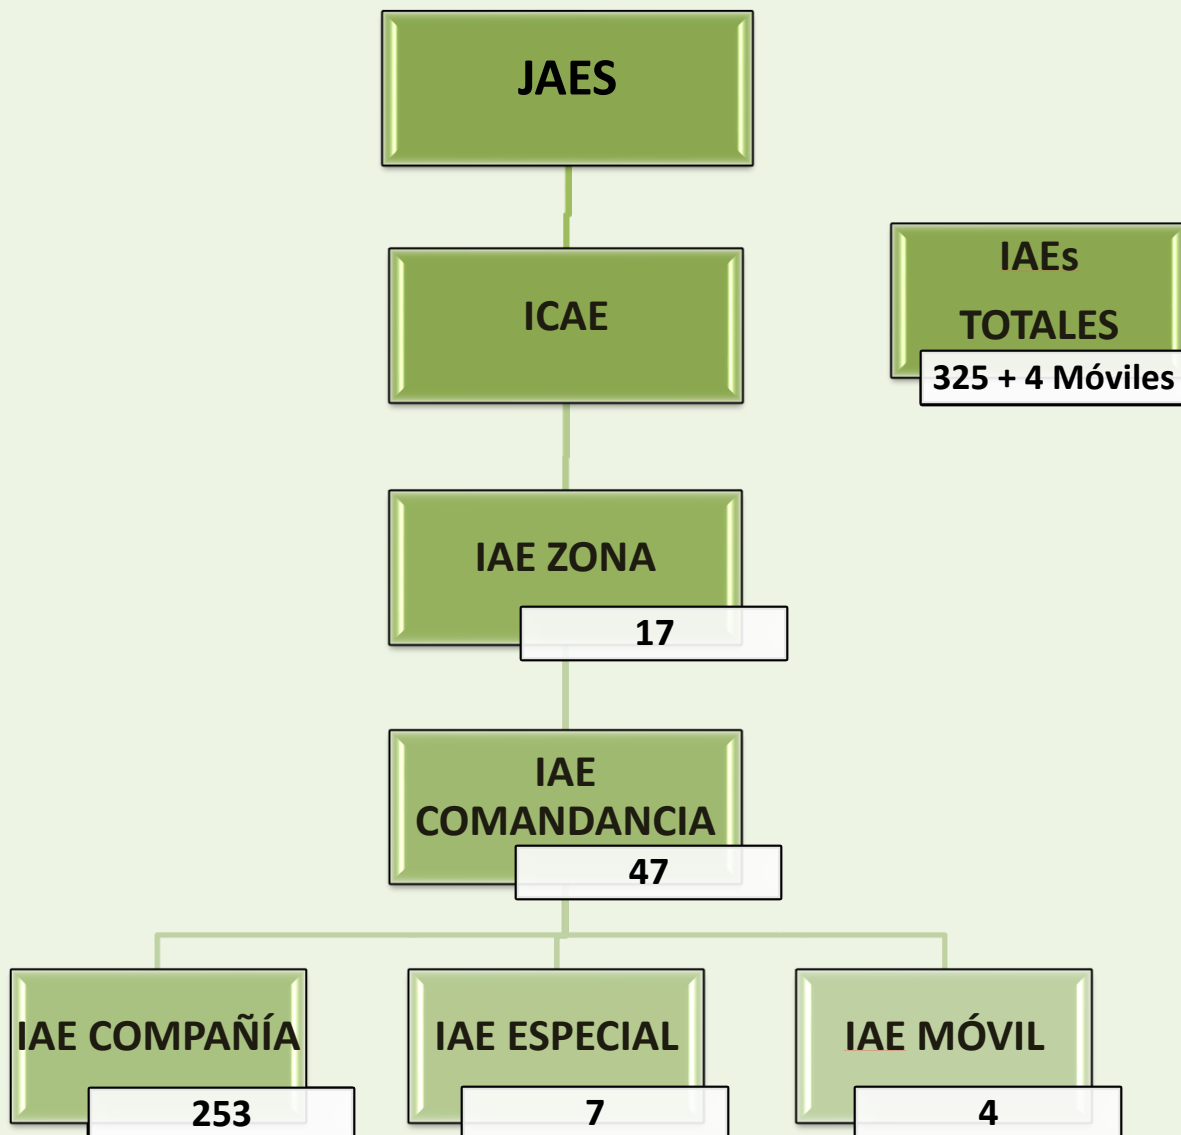 JAES
ICAE
IAEs
TOTALES
325 + 4 Móviles
IAE ZONA
17
IAE
COMANDANCIA
47
IAE COMPAÑÍA
253
IAE ESPECIAL
7
IAE MÓVIL
4